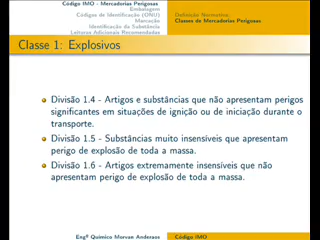 Código IMO - Mercadorias Perigosas
Embalagem
Códigos de Identificação (ONU)
Marcação
Identificação da Substância
Leituras Adicionais Recomendadas
Definição Normativa
Classes de Mercadorias Perigosas
Classe 1: Explosivos
Divisão 1.4 - Artigos e substâncias que não apresentam perigos
significantes em situações de ignição ou de iniciação durante o
transporte.
Divisão 1.5 - Substâncias muito insensíveis que apresentam
perigo de explosão de toda a massa.
Divisão 1.6 - Artigos extremamente insensíveis que não
apresentam perigo de explosão de toda a massa.
Engº Químico Morvan Anderaos
Código IMO